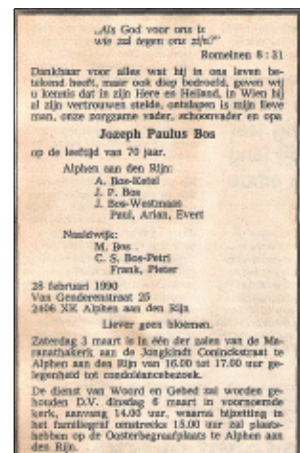 „Als God voor ons is
wie zal tegen ons zijn?”
Romeinen 8 : 31
Dankbaar voor alles wat hij in ons leven be-
tekend heeft, maar ook diep bedroefd, geven wij
u kennis dat in zijn Here en Heiland, in Wien hij
al zijn vertrouwen stelde, ontslapen is mijn lieve
man, onze zorgzame vader, schoonvader en opa
Jozeph Paulus Bos
op de leeftijd van 70 jaar.
Alphen aan den Rijn:
A. Bos-Ketel
J. P. Bos
J. Bos-Westmaas
Paul, Arjan, Evert
Naaldwijk:
M. Bos
C. S. Bos-Petri
Frank, Pieter
28 februari 1990
Van Genderenstraat 25
2406 XK Alphen aan den Rijn
Liever geen bloemen.
Zaterdag 3 maart is in één der zalen van de Ma-
ranathakerk aan de Jongkindt Coninckstraat te
Alphen aan den Rijn van 16.00 tot 17.00 uur ge-
legenheid tot condoleancebezoek.
De dienst van Woord en Gebed zal worden ge-
houden D.V. dinsdag 6 maart in voornoemde
kerk, aanvang 14.00 uur, waarna bijzetting in
het familiegraf omstreeks 15.00 uur zal plaats-
hebben op de Oosterbegraafplaats te Alphen aan
den Rijn.